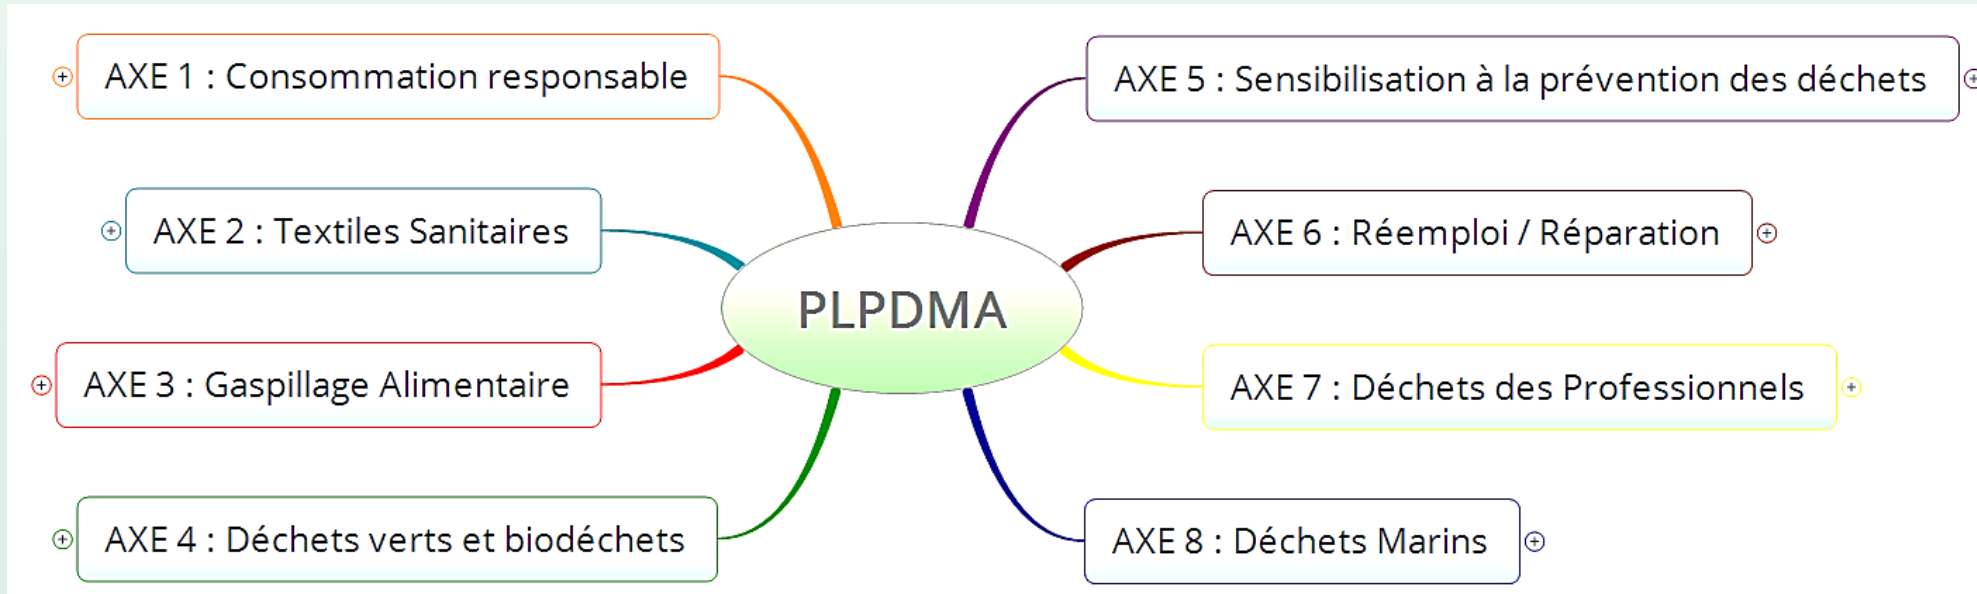 AXE 1 : Consommation responsable
AXE 2 : Textiles Sanitaires
AXE 3 : Gaspillage Alimentaire
AXE 4 : Déchets verts et biodéchets
PLPDMA
AXE 5 : Sensibilisation à la prévention des déchets
AXE 6 : Réemploi / Réparation
AXE 7 : Déchets des Professionnels
AXE 8 : Déchets Marins